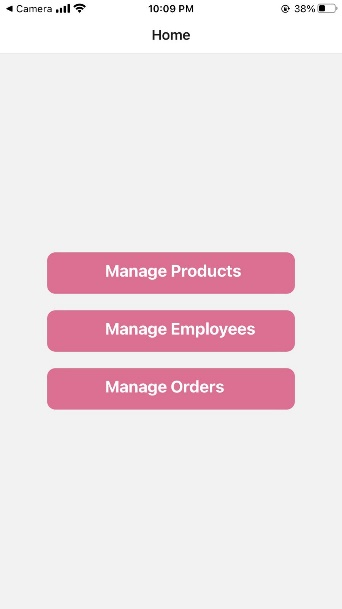 Camera
10:09 PM
38%
Home
Manage Products
Manage Employees
Manage Orders